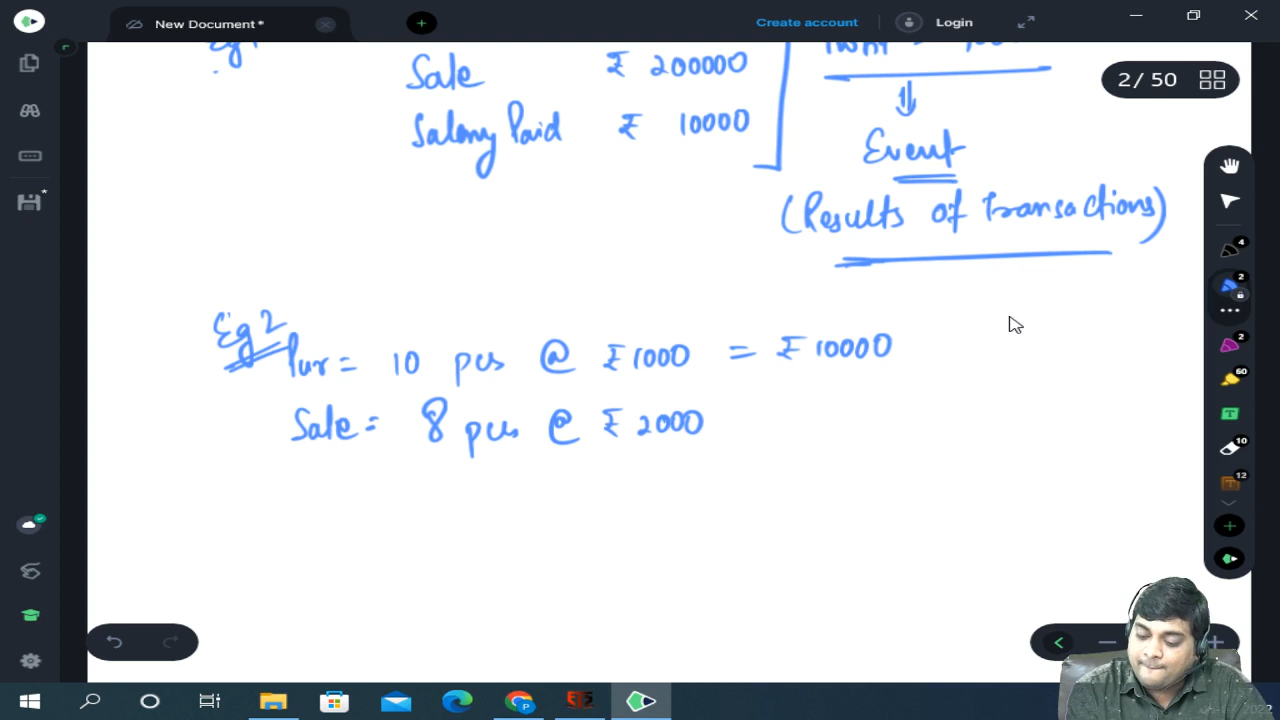 New Document *
Create account
Login
2 / 50
Eg1
Sale ₹ 200000
Salary Paid ₹ 10000
Event
(Results of transactions)
Eg 2
Pur = 10 pcs @ ₹ 1000 = ₹ 10000
Sale = 8 pcs @ ₹ 2000